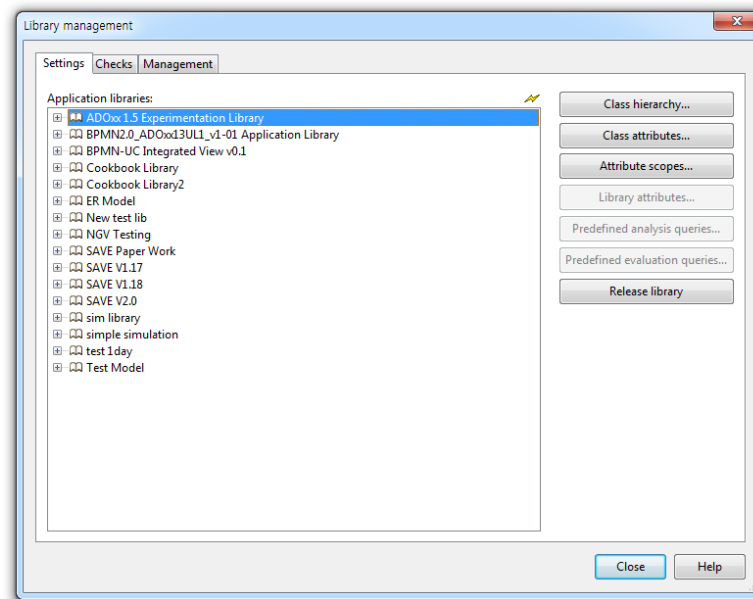 Library management
Settings
Checks
Management
Application libraries:
ADOxx 1.5 Experimentation Library
BPMN2.0_ADOxx13UL1_v1-01 Application Library
BPMN-UC Integrated View v0.1
Cookbook Library
Cookbook Library2
ER Model
New test lib
NGV Testing
SAVE Paper Work
SAVE V1.17
SAVE V1.18
SAVE V2.0
sim library
simple simulation
test 1day
Test Model
Class hierarchy...
Class attributes...
Attribute scopes...
Library attributes...
Predefined analysis queries...
Predefined evaluation queries...
Release library
Close
Help